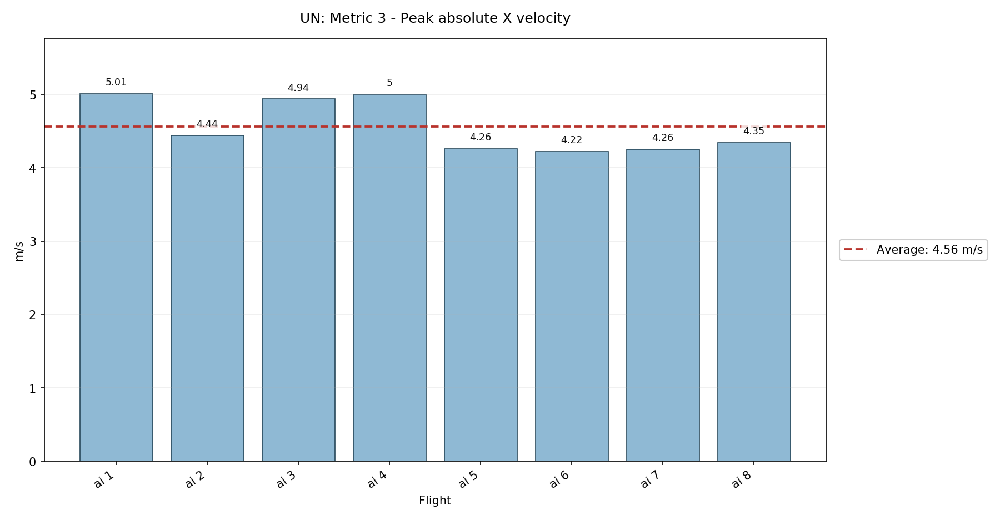 UN: Metric 3 - Peak absolute X velocity
5.01
4.44
4.94
5
4.26
4.22
4.26
4.35
5
4
3
2
1
0
m/s
Average: 4.56 m/s
ai 1
ai 2
ai 3
ai 4
ai 5
ai 6
ai 7
ai 8
Flight